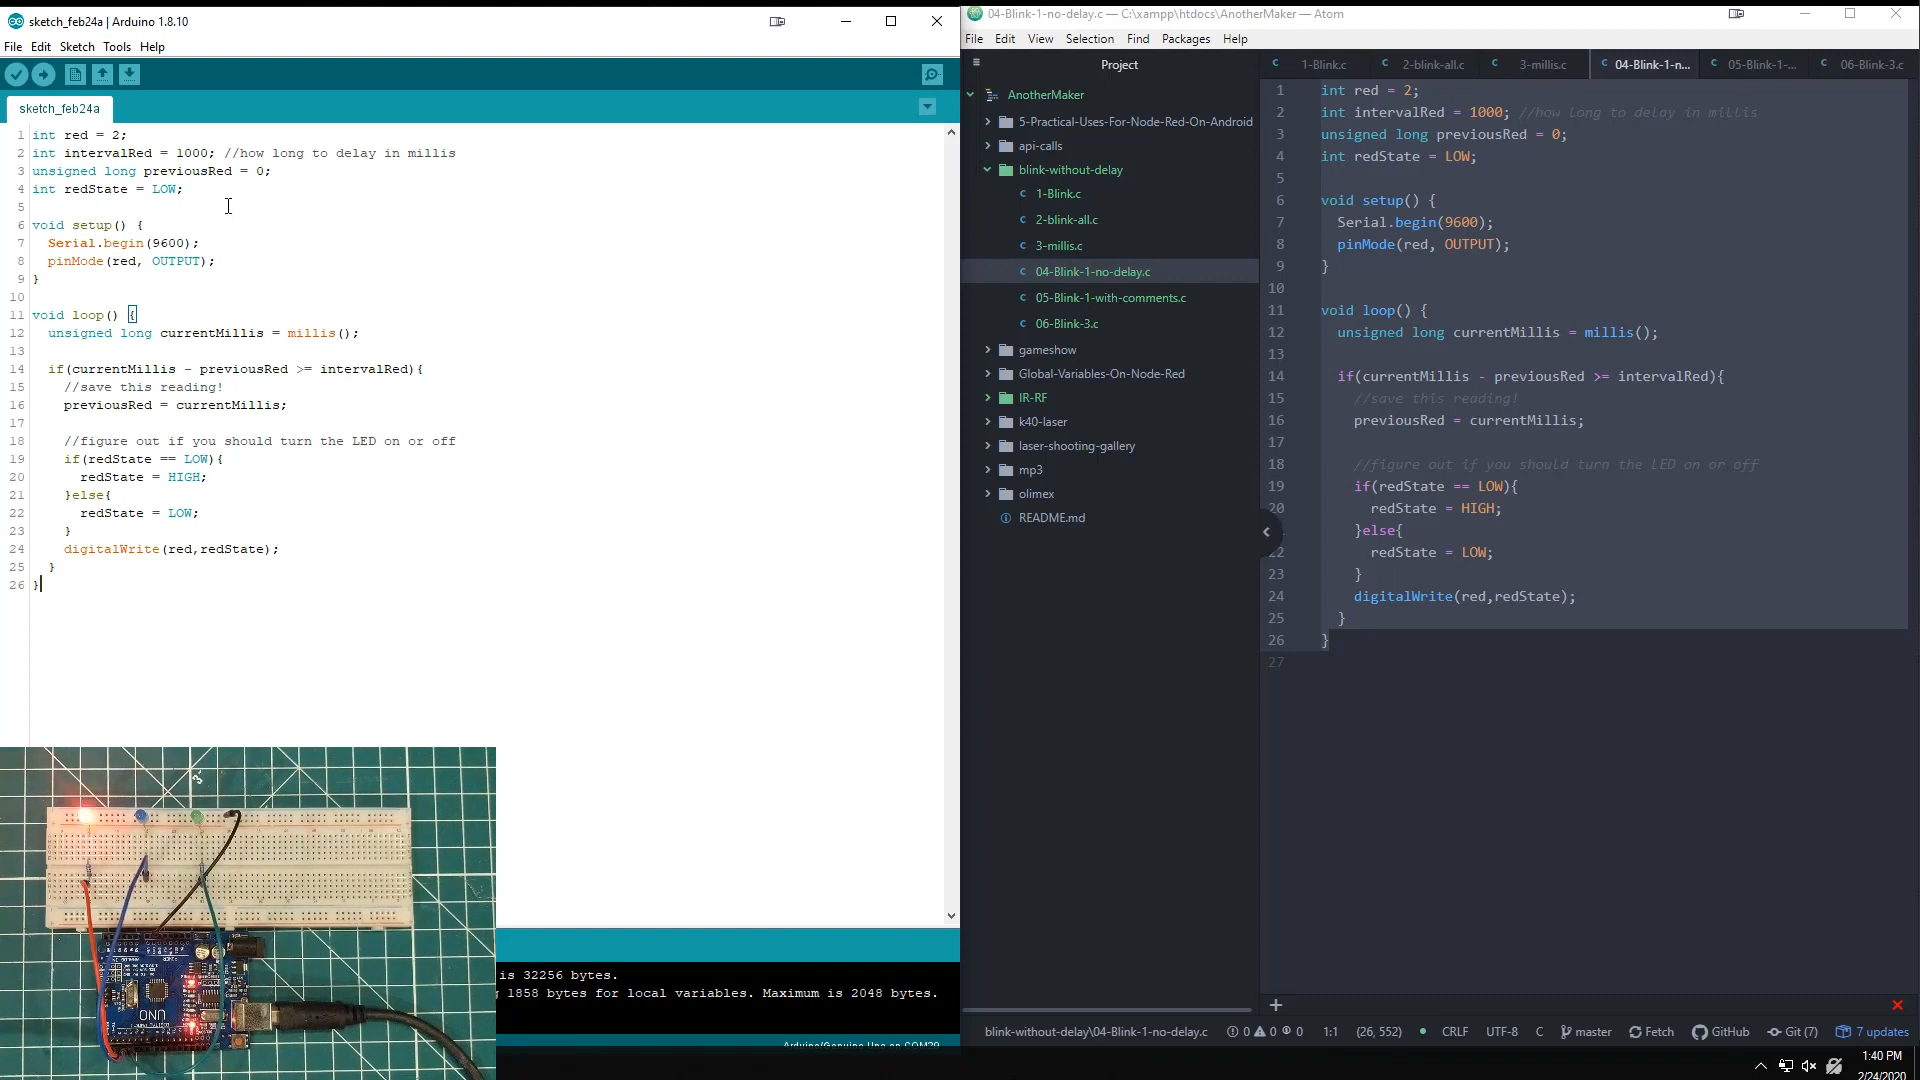 sketch_feb24a | Arduino 1.8.10
File Edit Sketch Tools Help
sketch_feb24a
1 int red = 2;
2 int intervalRed = 1000; //how long to delay in millis
3 unsigned long previousRed = 0;
4 int redState = LOW;
5
6 void setup() {
7 Serial.begin(9600);
8 pinMode(red, OUTPUT);
9 }
10
11 void loop() {
12 unsigned long currentMillis = millis();
13
14 if(currentMillis - previousRed >= intervalRed){
15 //save this reading!
16 previousRed = currentMillis;
17
18 //figure out if you should turn the LED on or off
19 if(redState == LOW){
20 redState = HIGH;
21 }else{
22 redState = LOW;
23 }
24 digitalWrite(red,redState);
25 }
26 }
UNO
is 32256 bytes.
1858 bytes for local variables. Maximum is 2048 bytes.
04-Blink-1-no-delay.c — C:\xampp\htdocs\AnotherMaker — Atom
File Edit View Selection Find Packages Help
Project
AnotherMaker
5-Practical-Uses-For-Node-Red-On-Android
api-calls
blink-without-delay
C 1-Blink.c
C 2-blink-all.c
C 3-millis.c
C 04-Blink-1-no-delay.c
C 05-Blink-1-with-comments.c
C 06-Blink-3.c
gameshow
Global-Variables-On-Node-Red
IR-RF
k40-laser
laser-shooting-gallery
mp3
olimex
README.md
C 1-Blink.c C 2-blink-all.c C 3-millis.c C 04-Blink-1-n... C 05-Blink-1-... C 06-Blink-3.c
1 int red = 2;
2 int intervalRed = 1000; //how long to delay in millis
3 unsigned long previousRed = 0;
4 int redState = LOW;
5
6 void setup() {
7 Serial.begin(9600);
8 pinMode(red, OUTPUT);
9 }
10
11 void loop() {
12 unsigned long currentMillis = millis();
13
14 if(currentMillis - previousRed >= intervalRed){
15 //save this reading!
16 previousRed = currentMillis;
17
18 //figure out if you should turn the LED on or off
19 if(redState == LOW){
20 redState = HIGH;
}else{
22 redState = LOW;
23 }
24 digitalWrite(red,redState);
25 }
26 }
27
blink-without-delay\04-Blink-1-no-delay.c 0 0 0 1:1 (26, 552) CRLF UTF-8 C master Fetch GitHub Git (7) 7 updates
1:40 PM
2/24/2020